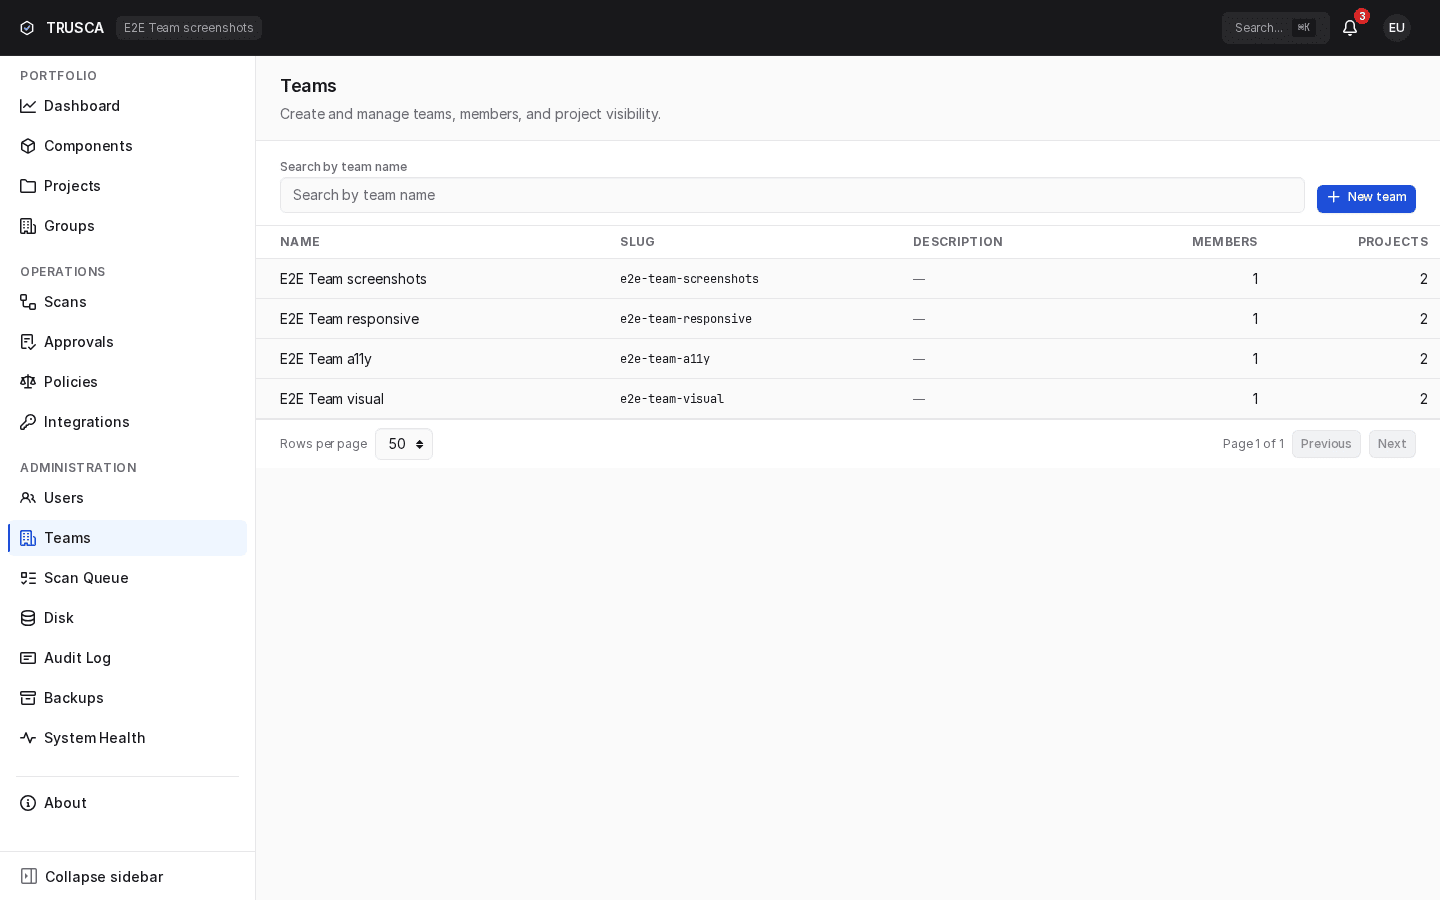 TRUSCA
E2E Team screenshots
Search...
⌘K
3
EU
PORTFOLIO
Dashboard
Components
Projects
Groups
OPERATIONS
Scans
Approvals
Policies
Integrations
ADMINISTRATION
Users
Teams
Scan Queue
Disk
Audit Log
Backups
System Health
About
Collapse sidebar
Teams
Create and manage teams, members, and project visibility.
Search by team name
Search by team name
New team
NAME SLUG DESCRIPTION MEMBERS PROJECTS
E2E Team screenshots e2e-team-screenshots — 1 2
E2E Team responsive e2e-team-responsive — 1 2
E2E Team a11y e2e-team-a11y — 1 2
E2E Team visual e2e-team-visual — 1 2
Rows per page 50
Page 1 of 1 Previous Next